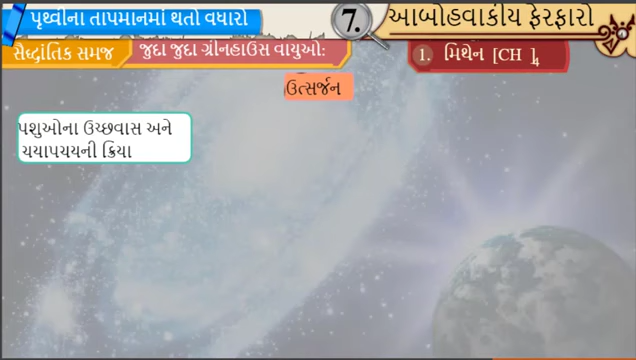 પૃથ્વીના તાપમાનમાં થતો વધારો
7. આબોહવાકીય ફેરફારો
સૈદ્ધાંતિક સમજ
જુદા જુદા ગ્રીનહાઉસ વાયુઓ:
1. મિથેન [CH ]4
ઉત્સર્જન
પશુઓના ઉચ્છવાસ અને
ચયાપચયની ક્રિયા